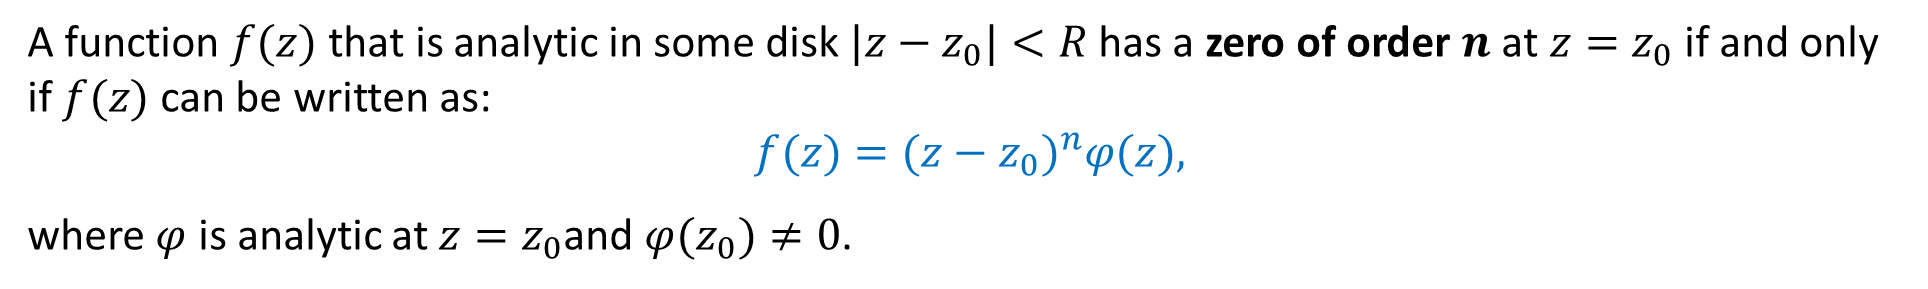 A function f(z) that is analytic in some disk |z − z₀| < R has a zero of order n at z = z₀ if and only
if f(z) can be written as:
f(z) = (z − z₀)ⁿφ(z),
where φ is analytic at z = z₀and φ(z₀) ≠ 0.